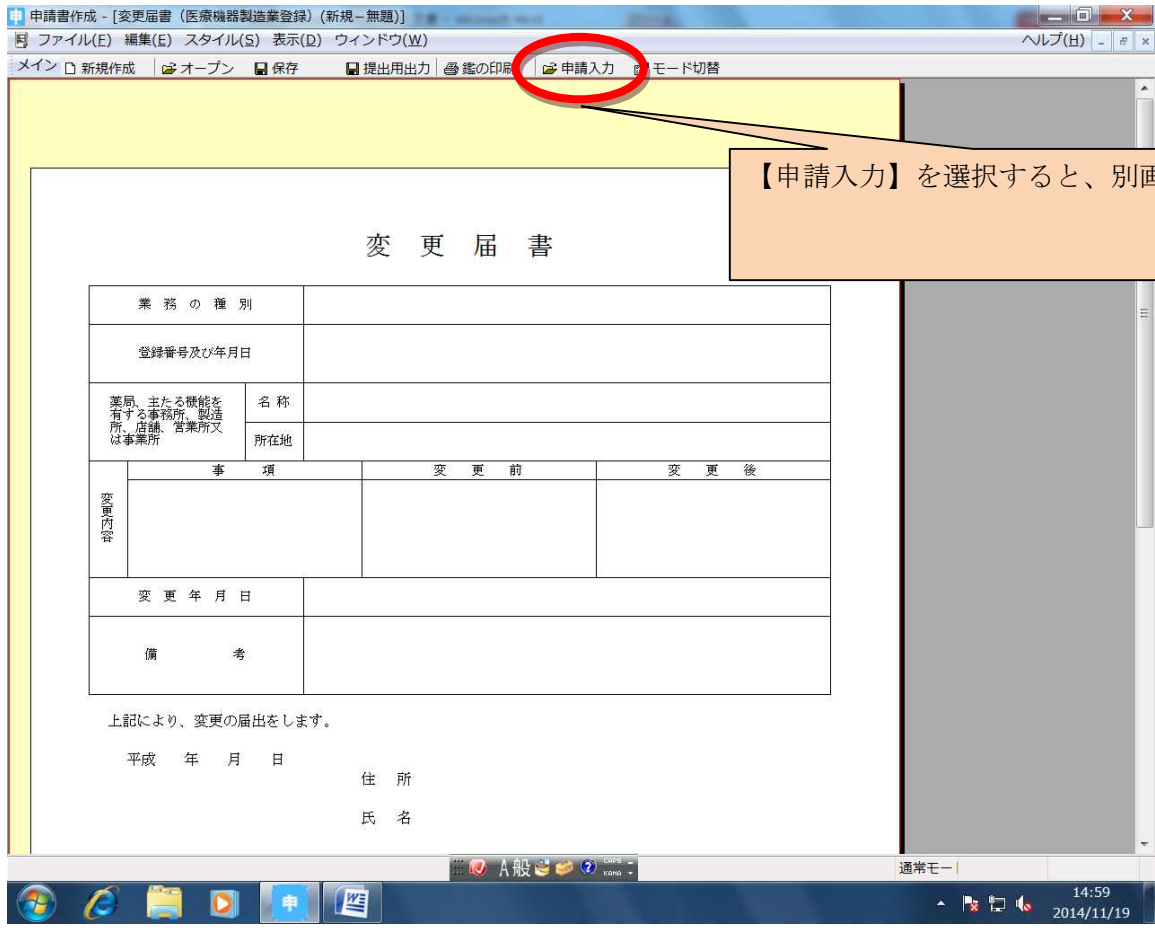 申請書作成 - [変更届書（医療機器製造業登録）(新規－無題)]
ファイル(F) 編集(E) スタイル(S) 表示(D) ウィンドウ(W) ヘルプ(H)
メイン 新規作成 オープン 保存 提出用出力 鑑の印刷 申請入力 モード切替
【申請入力】を選択すると、別画
変 更 届 書
業 務 の 種 別
登録番号及び年月日
薬局、主たる機能を
有する事務所、製造
所、店舗、営業所又
は事業所
名 称
所在地
変更内容
事 項 変 更 前 変 更 後
変 更 年 月 日
備 考
上記により、変更の届出をします。
平成 年 月 日
住 所
氏 名
A 般 CAPS KANA
通常モー
14:59
2014/11/19